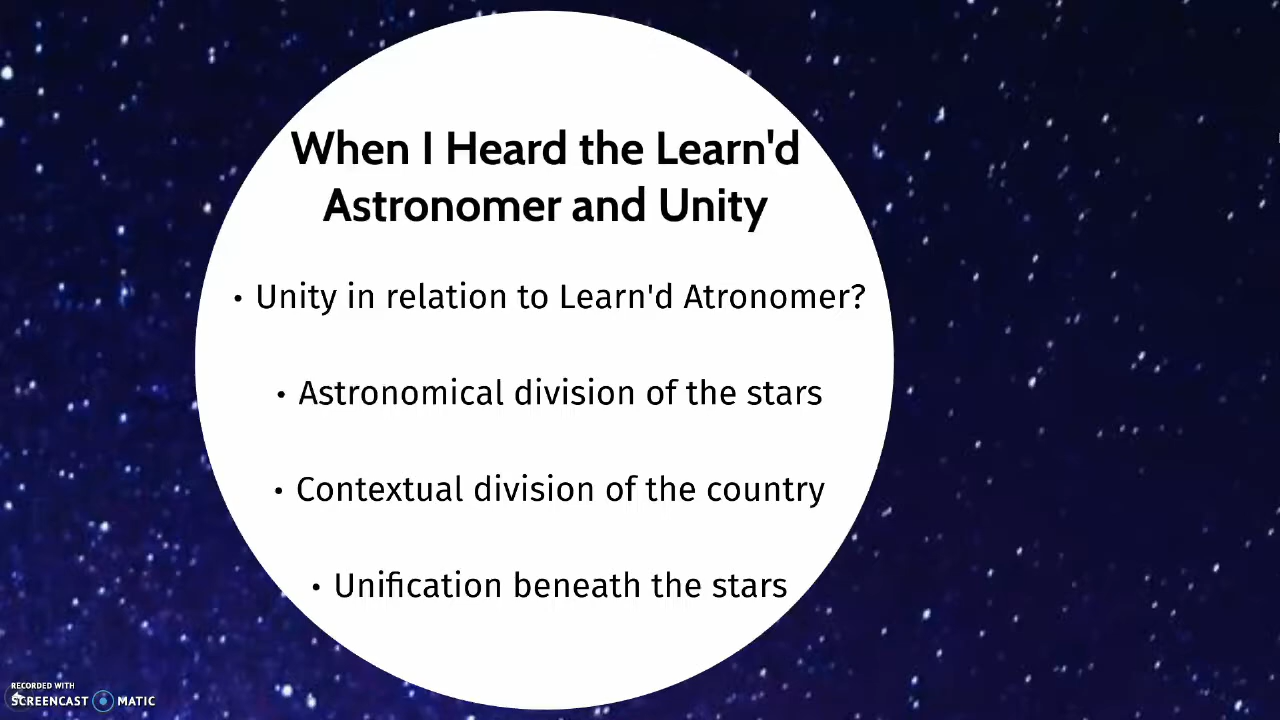 When I Heard the Learn'd
Astronomer and Unity
• Unity in relation to Learn'd Atronomer?
• Astronomical division of the stars
• Contextual division of the country
• Unification beneath the stars
RECORDED WITH
SCREENCAST MATIC